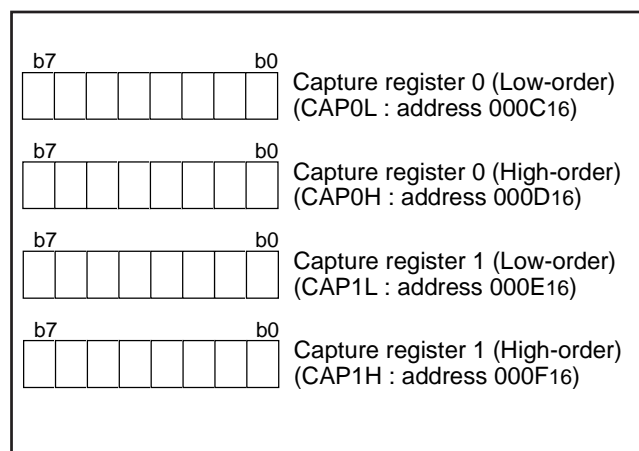 b7 b0
Capture register 0 (Low-order)
(CAP0L : address 000C16)
b7 b0
Capture register 0 (High-order)
(CAP0H : address 000D16)
b7 b0
Capture register 1 (Low-order)
(CAP1L : address 000E16)
b7 b0
Capture register 1 (High-order)
(CAP1H : address 000F16)